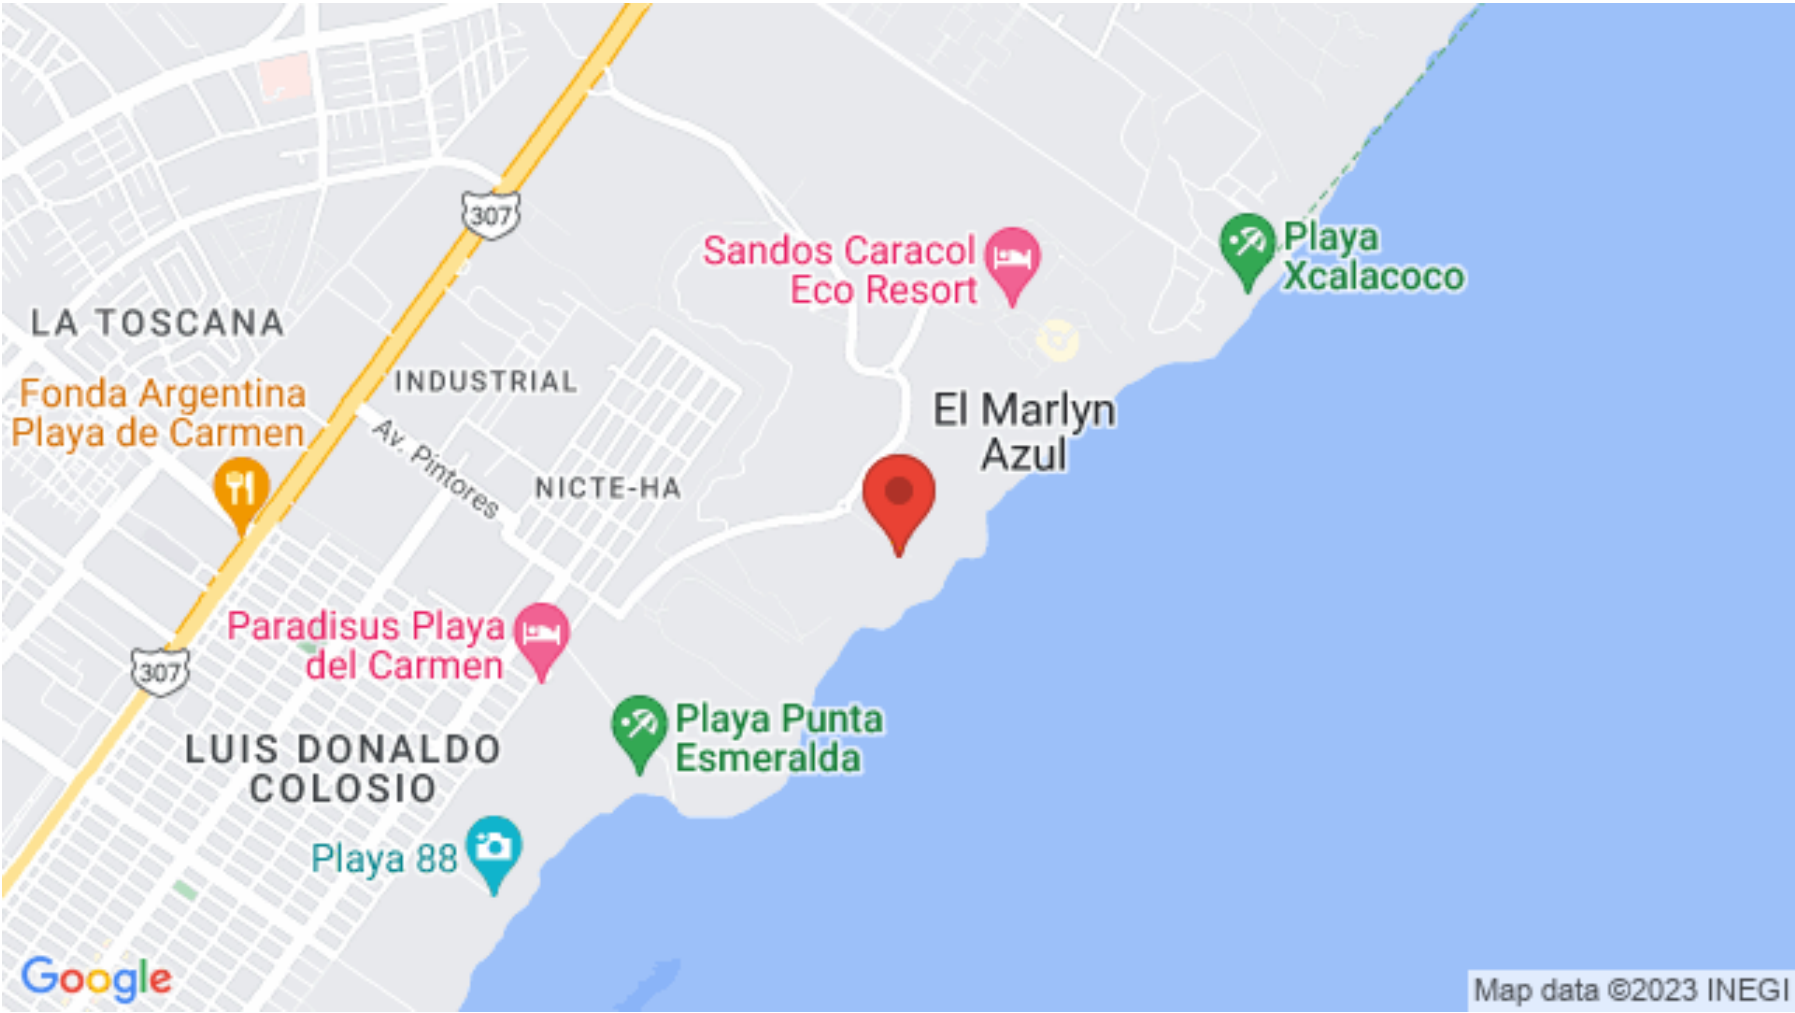 307
Sandos Caracol
Eco Resort
Playa
Xcalacoco
LA TOSCANA
INDUSTRIAL
Fonda Argentina
Playa de Carmen
Av. Pintores
El Marlyn
Azul
NICTE-HA
Paradisus Playa
del Carmen
307
Playa Punta
Esmeralda
LUIS DONALDO
COLOSIO
Playa 88
Google
Map data ©2023 INEGI